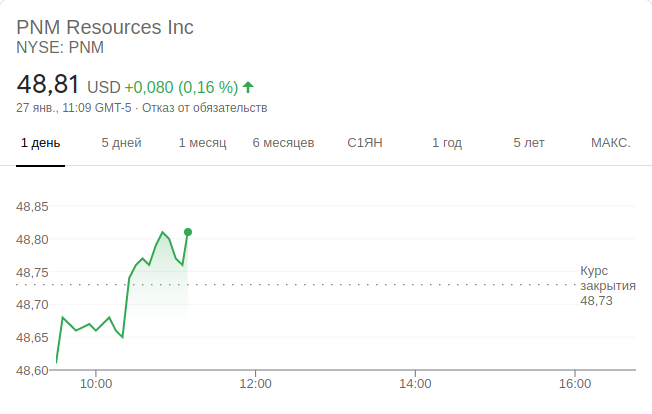 PNM Resources Inc
NYSE: PNM
48,81 USD +0,080 (0,16 %)
27 янв., 11:09 GMT-5 · Отказ от обязательств
1 день 5 дней 1 месяц 6 месяцев С1ЯН 1 год 5 лет МАКС.
48,85
48,80
48,75
48,70
48,65
48,60
Курс
закрытия
48,73
10:00 12:00 14:00 16:00